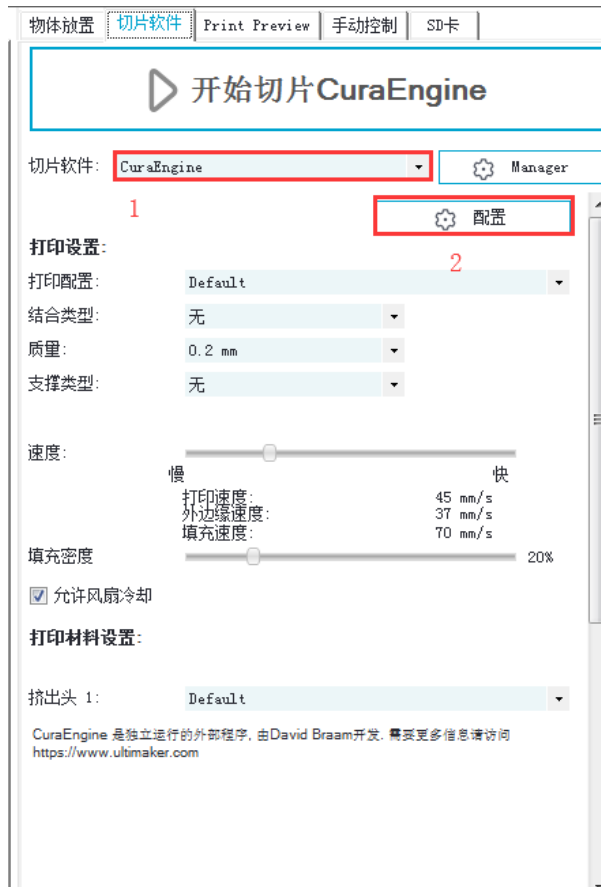 物体放置 切片软件 Print Preview 手动控制 SD卡
开始切片CuraEngine
切片软件: CuraEngine Manager
1 配置
打印设置: 2
打印配置: Default
结合类型: 无
质量: 0.2 mm
支撑类型: 无
速度:
慢 快
打印速度: 45 mm/s
外边缘速度: 37 mm/s
填充速度: 70 mm/s
填充密度 20%
允许风扇冷却
打印材料设置:
挤出头 1: Default
CuraEngine 是独立运行的外部程序, 由David Braam开发. 需要更多信息请访问
https://www.ultimaker.com